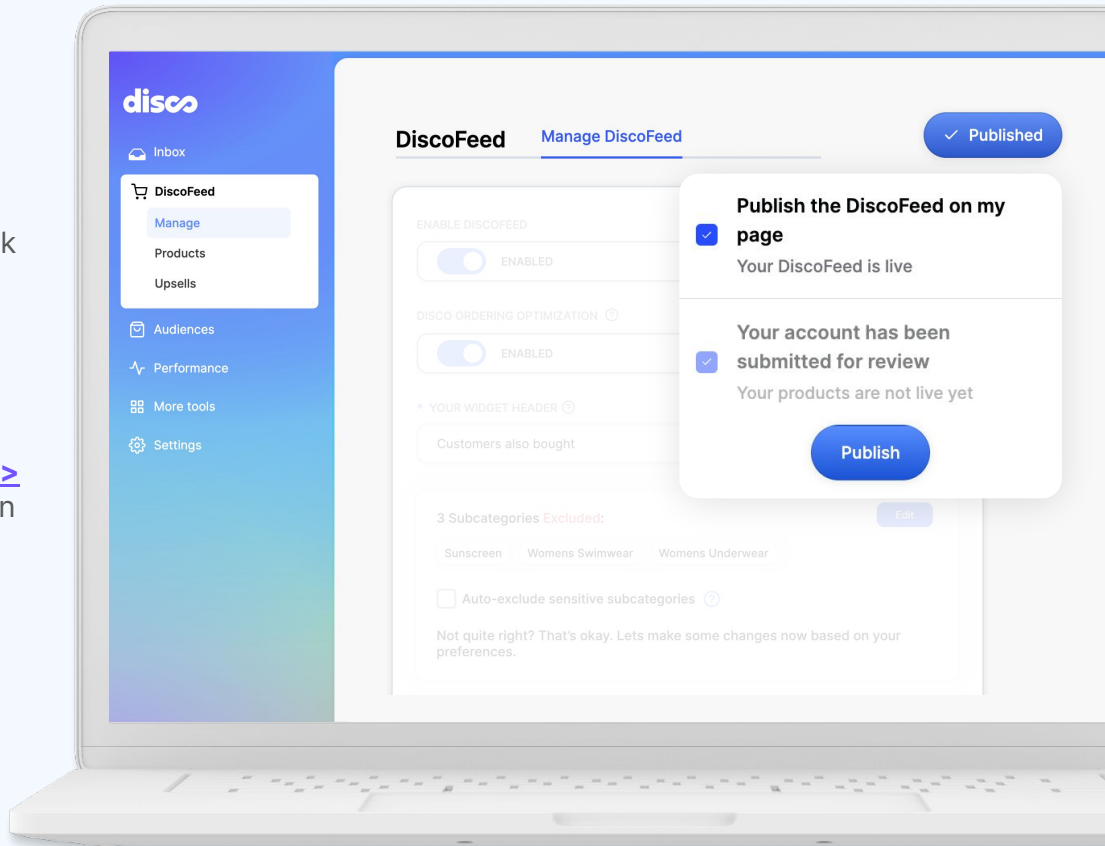 k
>
n
disco
Inbox
DiscoFeed
Manage
Products
Upsells
Audiences
Performance
More tools
Settings
DiscoFeed
Manage DiscoFeed
Published
Publish the DiscoFeed on my
page
Your DiscoFeed is live
Your account has been
submitted for review
Your products are not live yet
Publish
ENABLE DISCOFEED
ENABLED
DISCO ORDERING OPTIMIZATION ?
ENABLED
* YOUR WIDGET HEADER ?
Customers also bought
3 Subcategories Excluded:
Edit
Sunscreen Womens Swimwear Womens Underwear
Auto-exclude sensitive subcategories ?
Not quite right? That's okay. Lets make some changes now based on your
preferences.